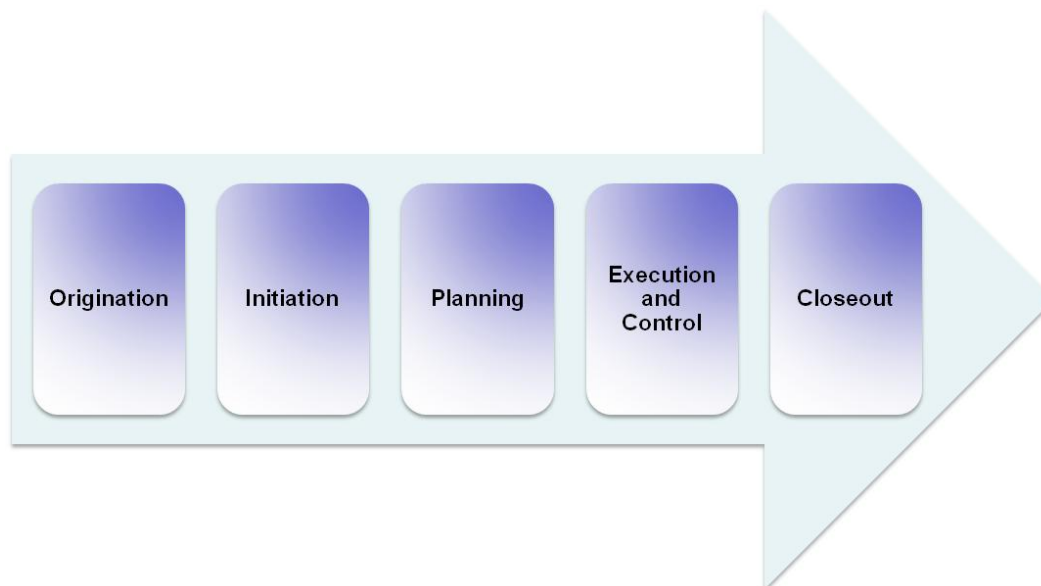 Origination
Initiation
Planning
Execution
and
Control
Closeout